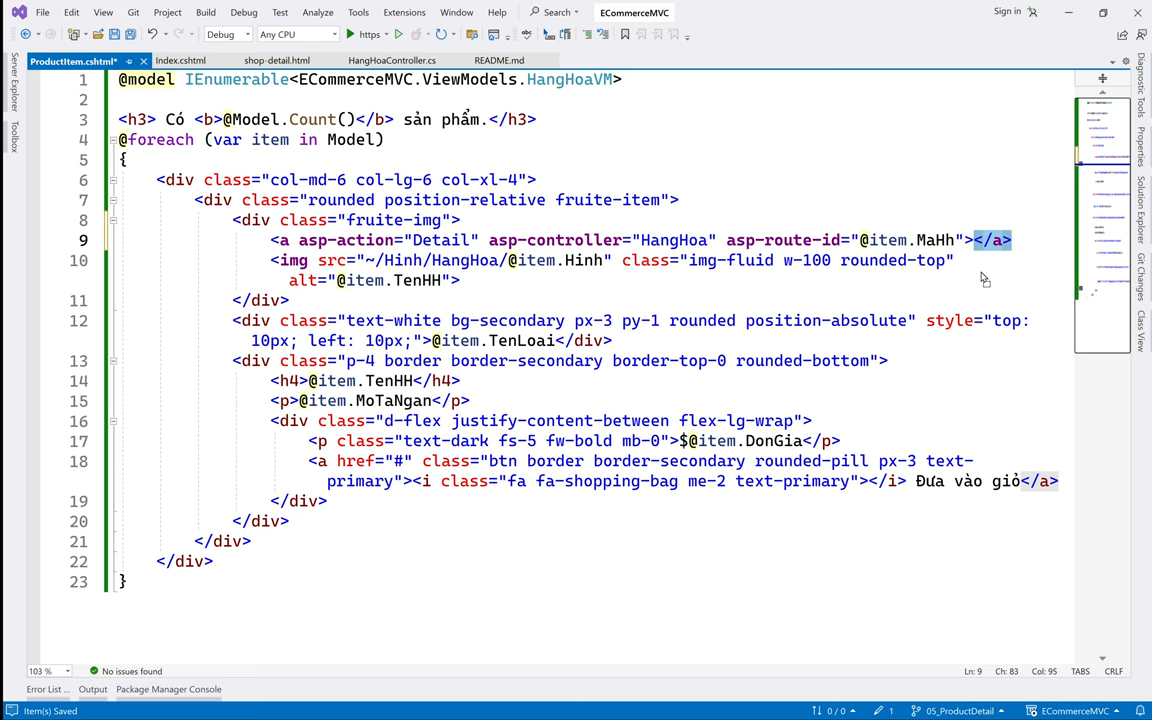 File Edit View Git Project Build Debug Test Analyze Tools Extensions Window Help Search ECommerceMVC Sign in
Debug Any CPU https
ProductItem.cshtml* Index.cshtml shop-detail.html HangHoaController.cs README.md
Server Explorer
Toolbox
1 @model IEnumerable<ECommerceMVC.ViewModels.HangHoaVM>
2
3 <h3> Có <b>@Model.Count()</b> sản phẩm.</h3>
4 @foreach (var item in Model)
5 {
6 <div class="col-md-6 col-lg-6 col-xl-4">
7 <div class="rounded position-relative fruite-item">
8 <div class="fruite-img">
9 <a asp-action="Detail" asp-controller="HangHoa" asp-route-id="@item.MaHh"></a>
10 <img src="~/Hinh/HangHoa/@item.Hinh" class="img-fluid w-100 rounded-top"
alt="@item.TenHH">
11 </div>
12 <div class="text-white bg-secondary px-3 py-1 rounded position-absolute" style="top:
10px; left: 10px;">@item.TenLoai</div>
13 <div class="p-4 border border-secondary border-top-0 rounded-bottom">
14 <h4>@item.TenHH</h4>
15 <p>@item.MoTaNgan</p>
16 <div class="d-flex justify-content-between flex-lg-wrap">
17 <p class="text-dark fs-5 fw-bold mb-0">$@item.DonGia</p>
18 <a href="#" class="btn border border-secondary rounded-pill px-3 text-
primary"><i class="fa fa-shopping-bag me-2 text-primary"></i> Đưa vào giỏ</a>
19 </div>
20 </div>
21 </div>
22 </div>
23 }
Diagnostic Tools
Properties
Solution Explorer
Git Changes
Class View
103 % No issues found Ln: 9 Ch: 83 Col: 95 TABS CRLF
Error List ... Output Package Manager Console
Item(s) Saved 0 / 0 1 05_ProductDetail ECommerceMVC